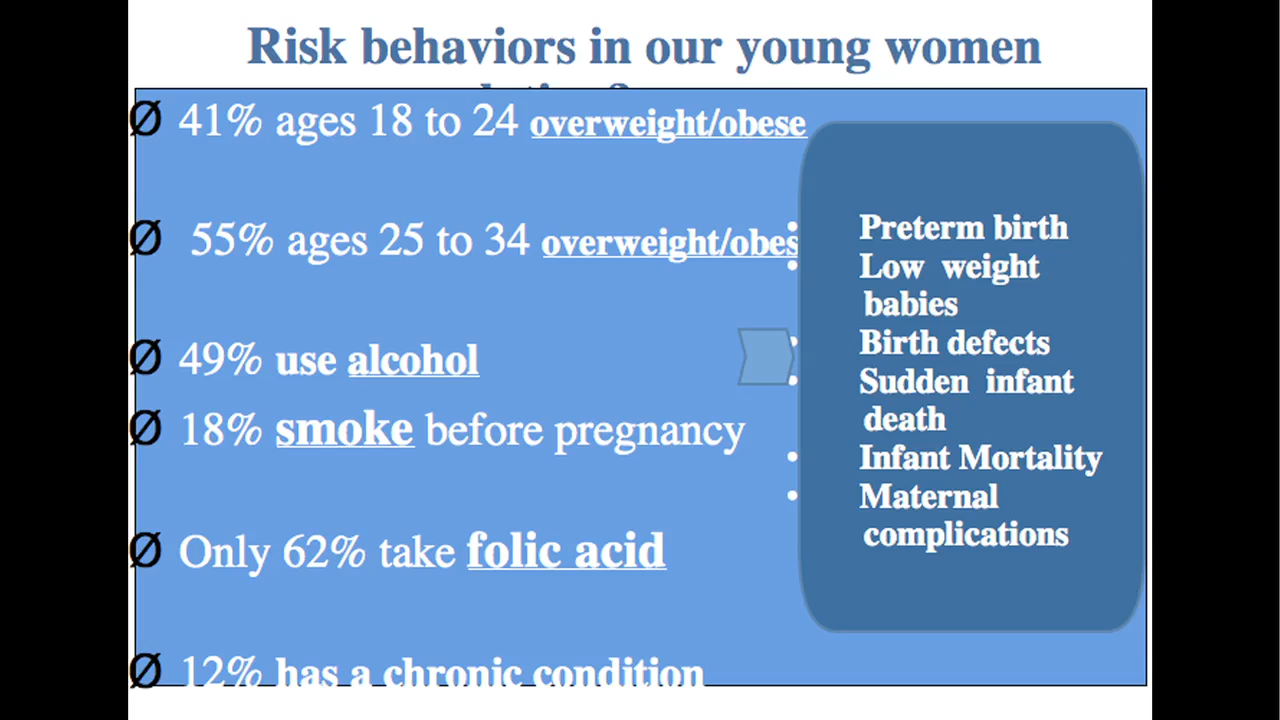 Risk behaviors in our young women
Ø 41% ages 18 to 24 overweight/obese
Ø 55% ages 25 to 34 overweight/obes
Ø 49% use alcohol
Ø 18% smoke before pregnancy
Ø Only 62% take folic acid
Ø 12% has a chronic condition
• Preterm birth
• Low weight
babies
• Birth defects
• Sudden infant
death
• Infant Mortality
• Maternal
complications